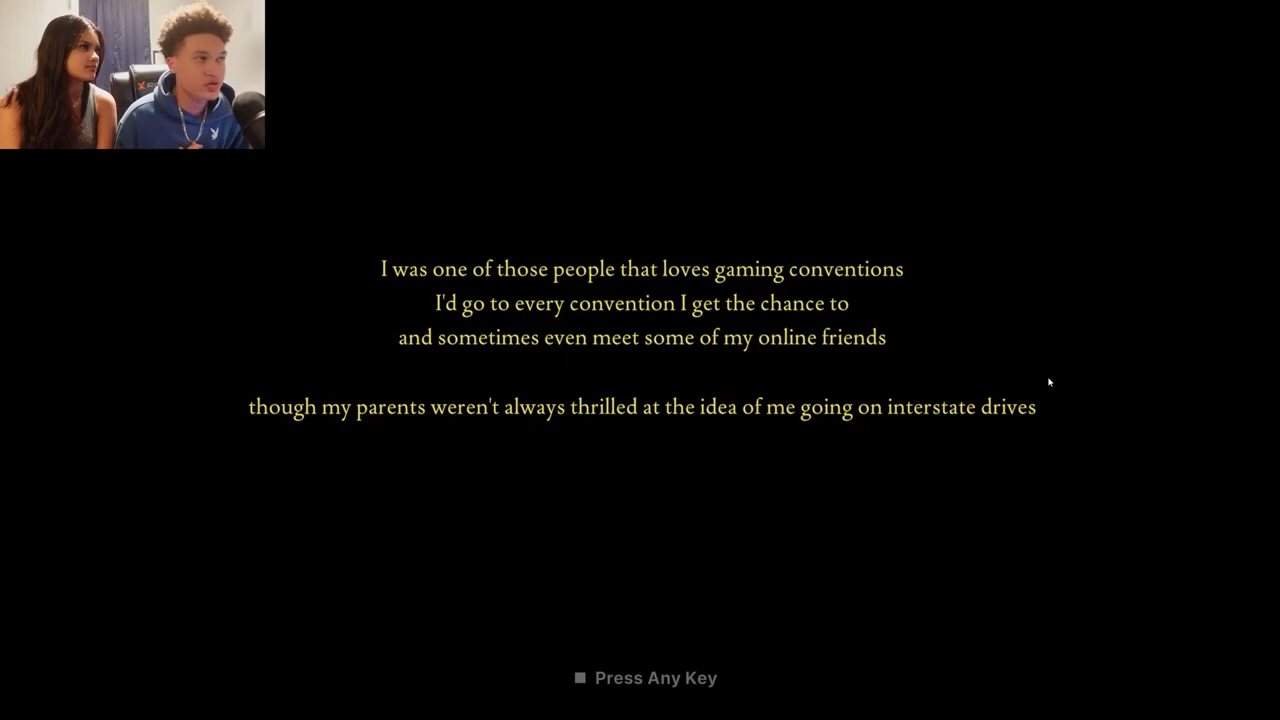 I was one of those people that loves gaming conventions
I'd go to every convention I get the chance to
and sometimes even meet some of my online friends
though my parents weren't always thrilled at the idea of me going on interstate drives
Press Any Key